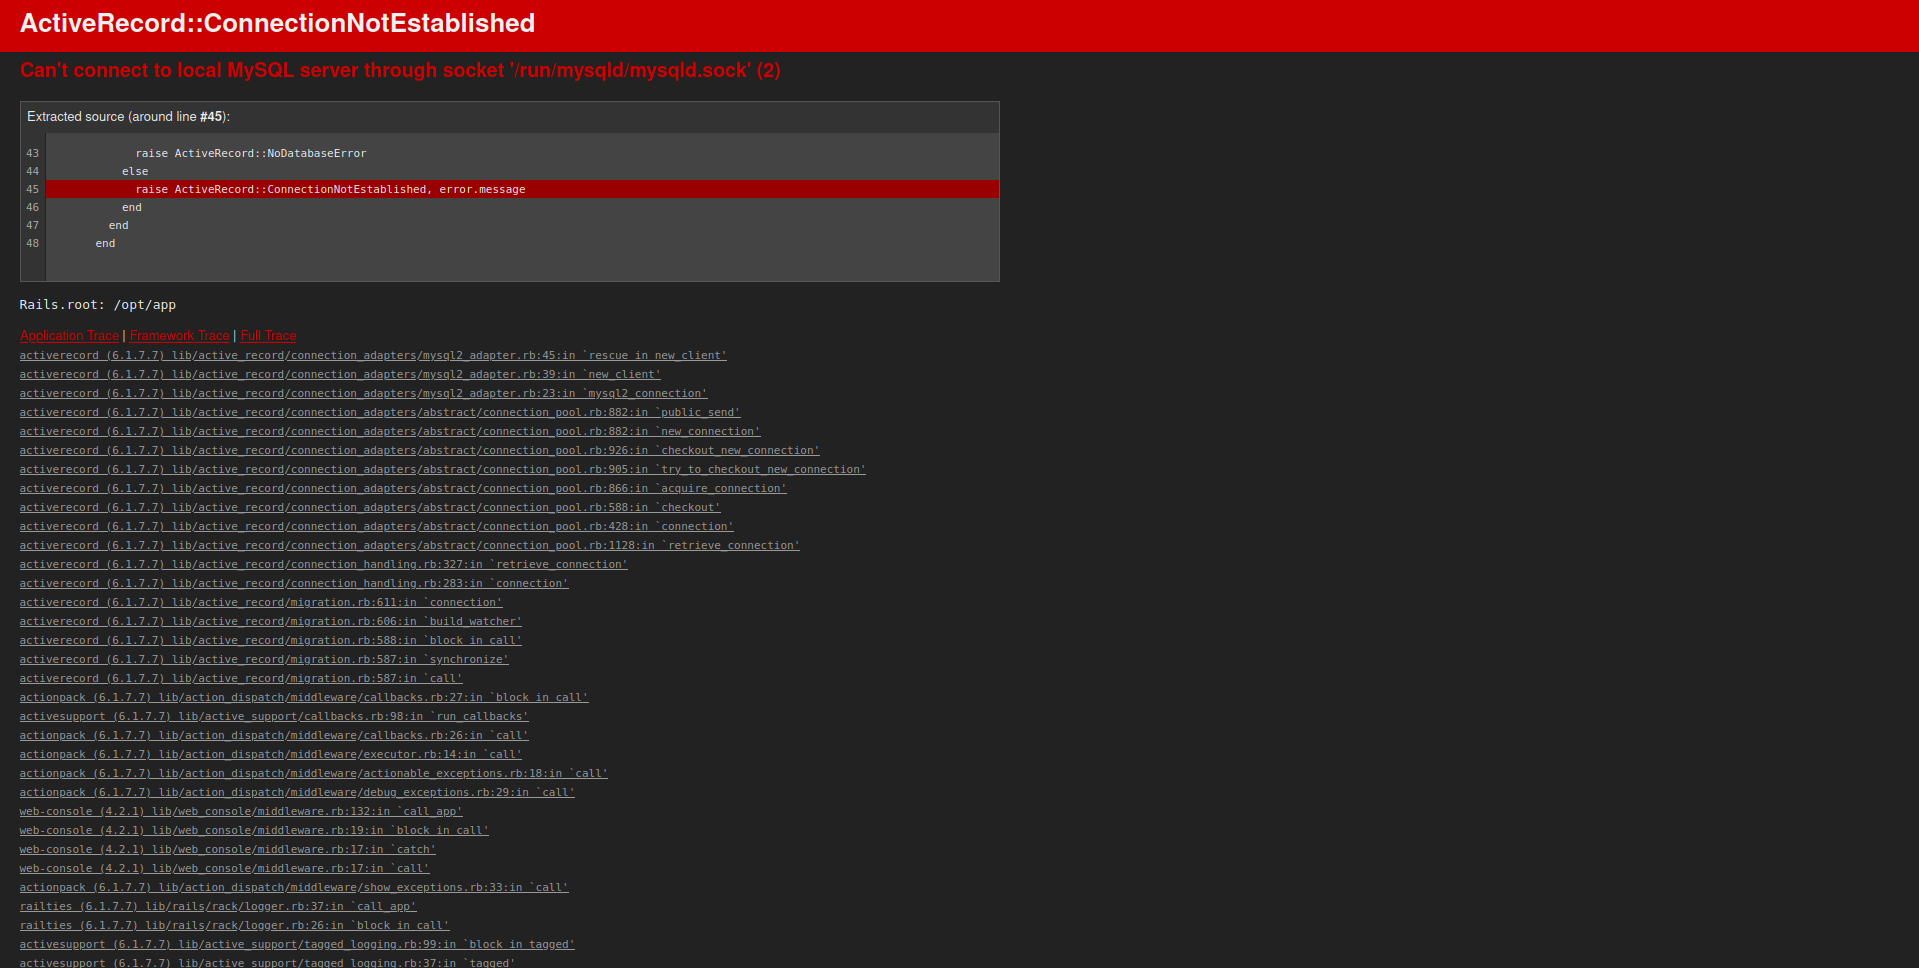 ActiveRecord::ConnectionNotEstablished
Can't connect to local MySQL server through socket '/run/mysqld/mysqld.sock' (2)
Extracted source (around line #45):
43 raise ActiveRecord::NoDatabaseError
44 else
45 raise ActiveRecord::ConnectionNotEstablished, error.message
46 end
47 end
48 end
Rails.root: /opt/app
Application Trace | Framework Trace | Full Trace
activerecord (6.1.7.7) lib/active_record/connection_adapters/mysql2_adapter.rb:45:in `rescue in new_client'
activerecord (6.1.7.7) lib/active_record/connection_adapters/mysql2_adapter.rb:39:in `new_client'
activerecord (6.1.7.7) lib/active_record/connection_adapters/mysql2_adapter.rb:23:in `mysql2_connection'
activerecord (6.1.7.7) lib/active_record/connection_adapters/abstract/connection_pool.rb:882:in `public_send'
activerecord (6.1.7.7) lib/active_record/connection_adapters/abstract/connection_pool.rb:882:in `new_connection'
activerecord (6.1.7.7) lib/active_record/connection_adapters/abstract/connection_pool.rb:926:in `checkout_new_connection'
activerecord (6.1.7.7) lib/active_record/connection_adapters/abstract/connection_pool.rb:905:in `try_to_checkout_new_connection'
activerecord (6.1.7.7) lib/active_record/connection_adapters/abstract/connection_pool.rb:866:in `acquire_connection'
activerecord (6.1.7.7) lib/active_record/connection_adapters/abstract/connection_pool.rb:588:in `checkout'
activerecord (6.1.7.7) lib/active_record/connection_adapters/abstract/connection_pool.rb:428:in `connection'
activerecord (6.1.7.7) lib/active_record/connection_adapters/abstract/connection_pool.rb:1128:in `retrieve_connection'
activerecord (6.1.7.7) lib/active_record/connection_handling.rb:327:in `retrieve_connection'
activerecord (6.1.7.7) lib/active_record/connection_handling.rb:283:in `connection'
activerecord (6.1.7.7) lib/active_record/migration.rb:611:in `connection'
activerecord (6.1.7.7) lib/active_record/migration.rb:606:in `build_watcher'
activerecord (6.1.7.7) lib/active_record/migration.rb:588:in `block in call'
activerecord (6.1.7.7) lib/active_record/migration.rb:587:in `synchronize'
activerecord (6.1.7.7) lib/active_record/migration.rb:587:in `call'
actionpack (6.1.7.7) lib/action_dispatch/middleware/callbacks.rb:27:in `block in call'
activesupport (6.1.7.7) lib/active_support/callbacks.rb:98:in `run_callbacks'
actionpack (6.1.7.7) lib/action_dispatch/middleware/callbacks.rb:26:in `call'
actionpack (6.1.7.7) lib/action_dispatch/middleware/executor.rb:14:in `call'
actionpack (6.1.7.7) lib/action_dispatch/middleware/actionable_exceptions.rb:18:in `call'
actionpack (6.1.7.7) lib/action_dispatch/middleware/debug_exceptions.rb:29:in `call'
web-console (4.2.1) lib/web_console/middleware.rb:132:in `call_app'
web-console (4.2.1) lib/web_console/middleware.rb:19:in `block in call'
web-console (4.2.1) lib/web_console/middleware.rb:17:in `catch'
web-console (4.2.1) lib/web_console/middleware.rb:17:in `call'
actionpack (6.1.7.7) lib/action_dispatch/middleware/show_exceptions.rb:33:in `call'
railties (6.1.7.7) lib/rails/rack/logger.rb:37:in `call_app'
railties (6.1.7.7) lib/rails/rack/logger.rb:26:in `block in call'
activesupport (6.1.7.7) lib/active_support/tagged_logging.rb:99:in `block in tagged'
activesupport (6.1.7.7) lib/active_support/tagged_logging.rb:37:in `tagged'